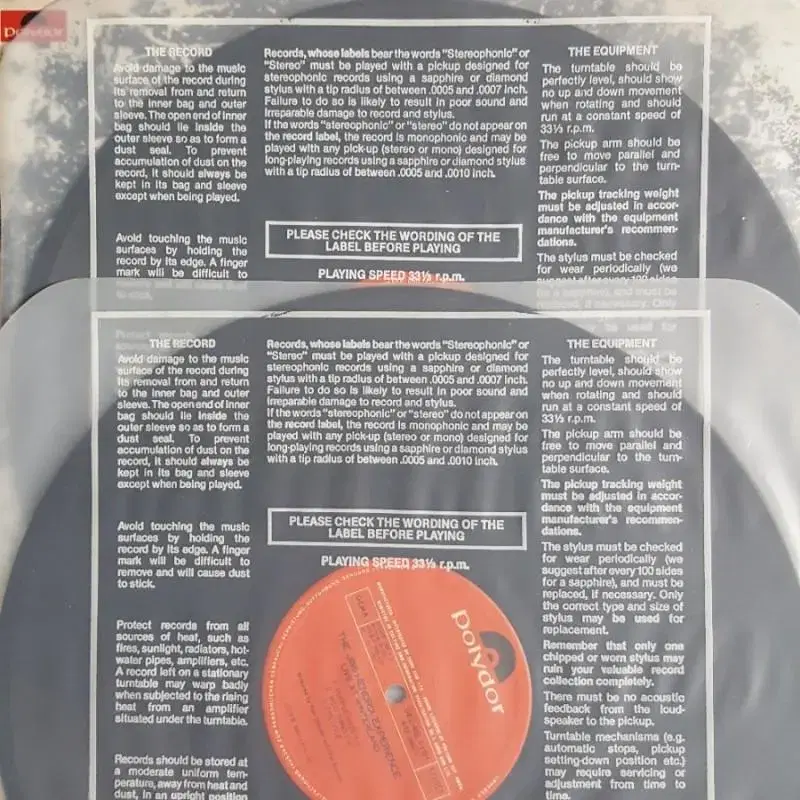 Polydor
THE RECORD
Avoid damage to the music
surface of the record during
its removal from and return
to the inner bag and outer
sleeve. The open end of inner
bag should lie inside the
outer sleeve so as to form a
dust seal. To prevent
accumulation of dust on the
record, it should always be
kept in its bag and sleeve
except when being played.
Avoid touching the music
surfaces by holding the
record by its edge. A finger
mark will be difficult to
to stick.
Protect
Records, whose labels bear the words "Stereophonic" or
"Stereo" must be played with a pickup designed for
stereophonic records using a sapphire or diamond
stylus with a tip radius of between .0005 and .0007 inch.
Failure to do so is likely to result in poor sound and
irreparable damage to record and stylus.
If the words "stereophonic" or "stereo" do not appear on
the record label, the record is monophonic and may be
played with any pick-up (stereo or mono) designed for
long-playing records using a sapphire or diamond stylus
with a tip radius of between .0005 and .0010 inch.
PLEASE CHECK THE WORDING OF THE
LABEL BEFORE PLAYING
PLAYING SPEED 33⅓ r.p.m.
THE EQUIPMENT
The turntable should be
perfectly level, should show
no up and down movement
when rotating and should
run at a constant speed of
33⅓ r.p.m.
The pickup arm should be
free to move parallel and
perpendicular to the turn-
table surface.
The pickup tracking weight
must be adjusted in accor-
dance with the equipment
manufacturer's recommen-
dations.
The stylus must be checked
for wear periodically (we
suggest after every 100 sides
for a sapphire), and must be
replaced, if necessary. Only
be used for
THE RECORD
Avoid damage to the music
surface of the record during
its removal from and return
to the inner bag and outer
sleeve. The open end of inner
bag should lie inside the
outer sleeve so as to form a
dust seal. To prevent
accumulation of dust on the
record, it should always be
kept in its bag and sleeve
except when being played.
Avoid touching the music
surfaces by holding the
record by its edge. A finger
mark will be difficult to
remove and will cause dust
to stick.
Protect records from all
sources of heat, such as
fires, sunlight, radiators, hot-
water pipes, amplifiers, etc.
A record left on a stationary
turntable may warp badly
when subjected to the rising
heat from an amplifier
situated under the turntable.
Records should be stored at
a moderate uniform tem-
perature, away from heat and
dust, in an upright position
Records, whose labels bear the words "Stereophonic" or
"Stereo" must be played with a pickup designed for
stereophonic records using a sapphire or diamond
stylus with a tip radius of between .0005 and .0007 inch.
Failure to do so is likely to result in poor sound and
irreparable damage to record and stylus.
If the words "stereophonic" or "stereo" do not appear on
the record label, the record is monophonic and may be
played with any pick-up (stereo or mono) designed for
long-playing records using a sapphire or diamond stylus
with a tip radius of between .0005 and .0010 inch.
PLEASE CHECK THE WORDING OF THE
LABEL BEFORE PLAYING
PLAYING SPEED 33⅓ r.p.m.
THE EQUIPMENT
The turntable should be
perfectly level, should show
no up and down movement
when rotating and should
run at a constant speed of
33⅓ r.p.m.
The pickup arm should be
free to move parallel and
perpendicular to the turn-
table surface.
The pickup tracking weight
must be adjusted in accor-
dance with the equipment
manufacturer's recommen-
dations.
The stylus must be checked
for wear periodically (we
suggest after every 100 sides
for a sapphire), and must be
replaced, if necessary. Only
the correct type and size of
stylus may be used for
replacement.
Remember that only one
chipped or worn stylus may
ruin your valuable record
collection completely.
There must be no acoustic
feedback from the loud-
speaker to the pickup.
Turntable mechanisms (e.g.
automatic stops, pickup
setting-down position etc.)
may require servicing or
adjustment from time to
time.
polydor
THE JIMI HENDRIX EXPERIENCE